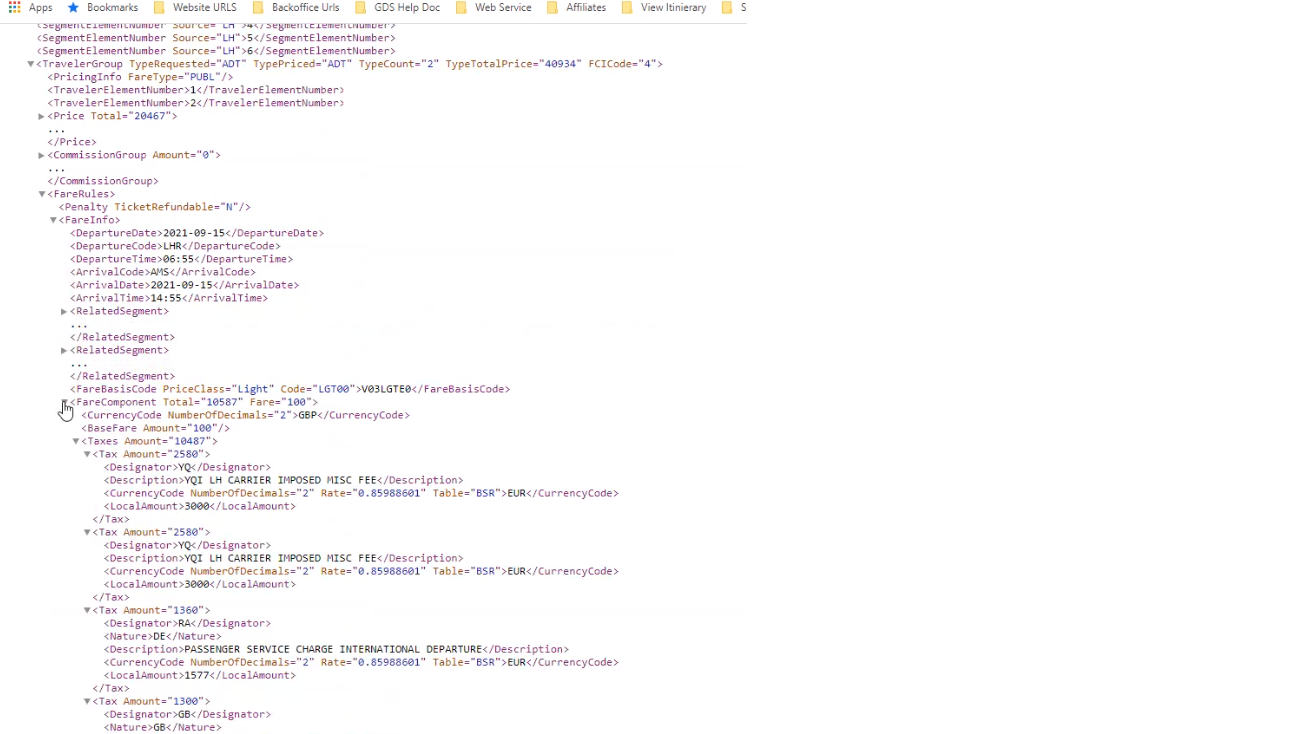 Apps Bookmarks Website URLS Backoffice Urls GDS Help Doc Web Service Affiliates View Itinierary S
<SegmentElementNumber Source="LH">4</SegmentElementNumber>
<SegmentElementNumber Source="LH">5</SegmentElementNumber>
<SegmentElementNumber Source="LH">6</SegmentElementNumber>
<TravelerGroup TypeRequested="ADT" TypePriced="ADT" TypeCount="2" TypeTotalPrice="40934" FCICode="4">
<PricingInfo FareType="PUBL"/>
<TravelerElementNumber>1</TravelerElementNumber>
<TravelerElementNumber>2</TravelerElementNumber>
<Price Total="20467">
...
</Price>
<CommissionGroup Amount="0">
...
</CommissionGroup>
<FareRules>
<Penalty TicketRefundable="N"/>
<FareInfo>
<DepartureDate>2021-09-15</DepartureDate>
<DepartureCode>LHR</DepartureCode>
<DepartureTime>06:55</DepartureTime>
<ArrivalCode>AMS</ArrivalCode>
<ArrivalDate>2021-09-15</ArrivalDate>
<ArrivalTime>14:55</ArrivalTime>
<RelatedSegment>
...
</RelatedSegment>
<RelatedSegment>
...
</RelatedSegment>
<FareBasisCode PriceClass="Light" Code="LGT00">V03LGTE0</FareBasisCode>
<FareComponent Total="10587" Fare="100">
<CurrencyCode NumberOfDecimals="2">GBP</CurrencyCode>
<BaseFare Amount="100"/>
<Taxes Amount="10487">
<Tax Amount="2580">
<Designator>YQ</Designator>
<Description>YQI LH CARRIER IMPOSED MISC FEE</Description>
<CurrencyCode NumberOfDecimals="2" Rate="0.85988601" Table="BSR">EUR</CurrencyCode>
<LocalAmount>3000</LocalAmount>
</Tax>
<Tax Amount="2580">
<Designator>YQ</Designator>
<Description>YQI LH CARRIER IMPOSED MISC FEE</Description>
<CurrencyCode NumberOfDecimals="2" Rate="0.85988601" Table="BSR">EUR</CurrencyCode>
<LocalAmount>3000</LocalAmount>
</Tax>
<Tax Amount="1360">
<Designator>RA</Designator>
<Nature>DE</Nature>
<Description>PASSENGER SERVICE CHARGE INTERNATIONAL DEPARTURE</Description>
<CurrencyCode NumberOfDecimals="2" Rate="0.85988601" Table="BSR">EUR</CurrencyCode>
<LocalAmount>1577</LocalAmount>
</Tax>
<Tax Amount="1300">
<Designator>GB</Designator>
<Nature>GB</Nature>